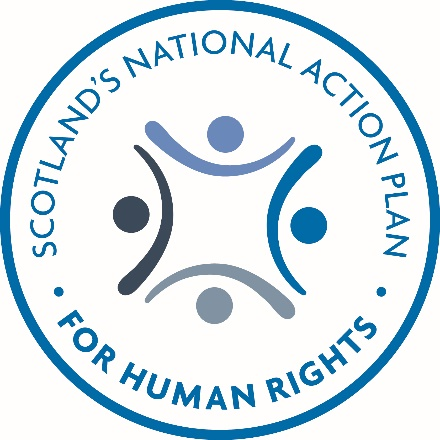 SCOTLAND'S NATIONAL ACTION PLAN
• FOR HUMAN RIGHTS •